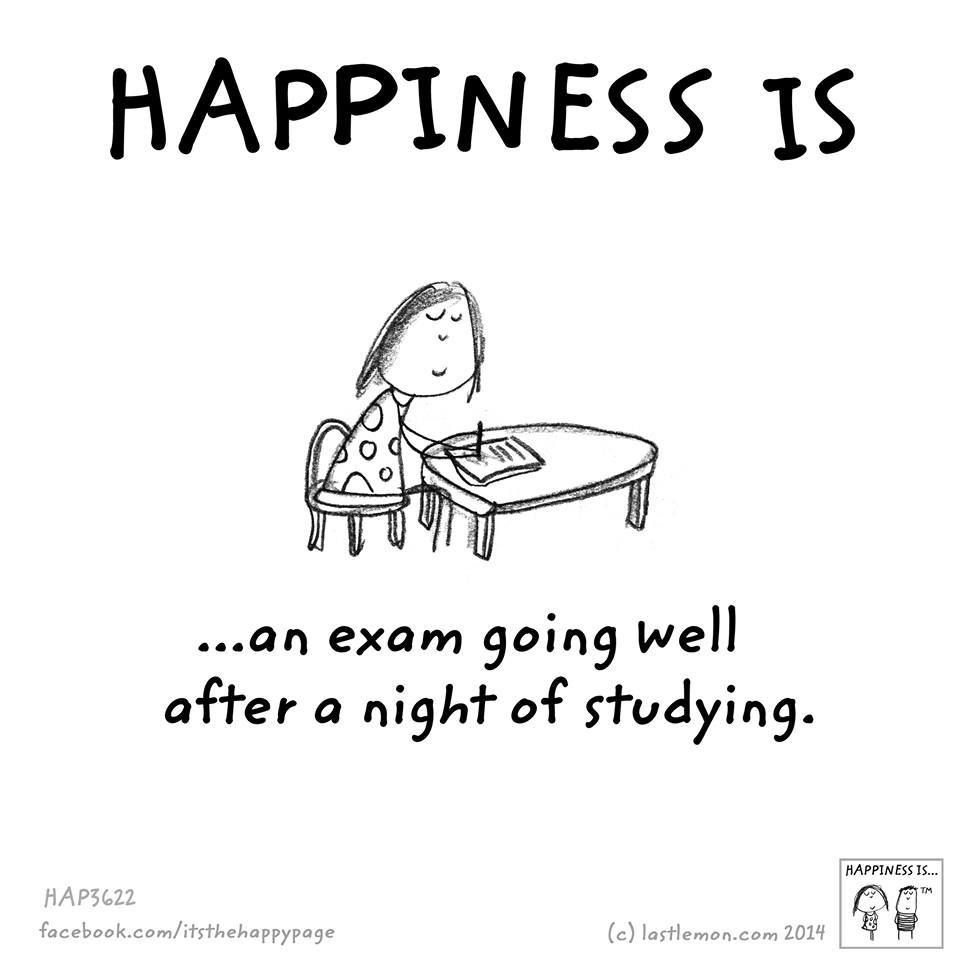 HAPPINESS IS
...an exam going well
after a night of studying.
HAP3622
facebook.com/itsthehappypage
(c) lastlemon.com 2014
HAPPINESS IS...
TM